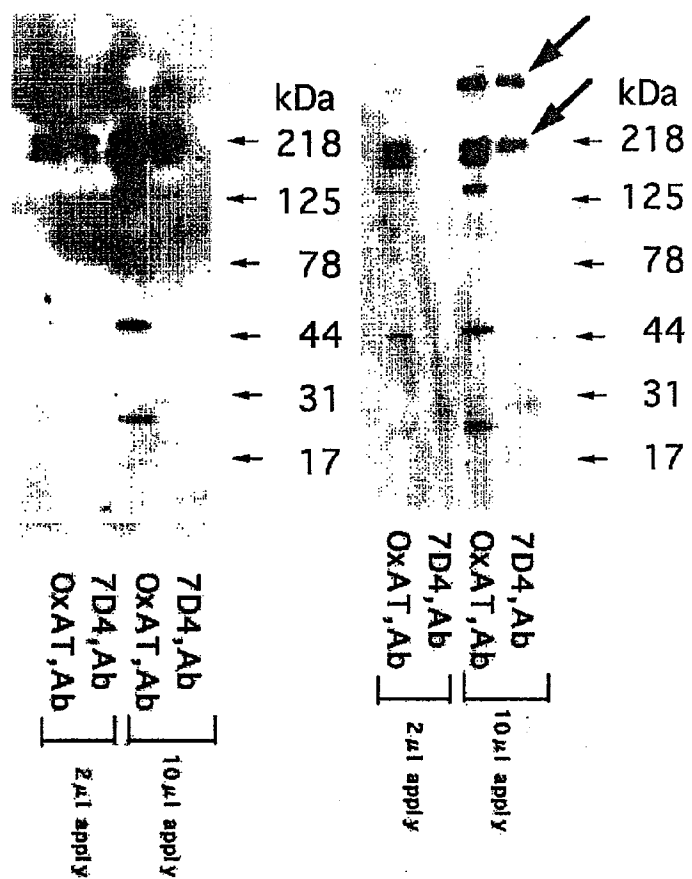 kDa
218
125
78
44
31
17
OxAT,Ab
7D4,Ab
OxAT,Ab
7D4,Ab
2μl apply
10μl apply
kDa
218
125
78
44
31
17
OxAT,Ab
7D4,Ab
OxAT,Ab
7D4,Ab
2μl apply
10μl apply